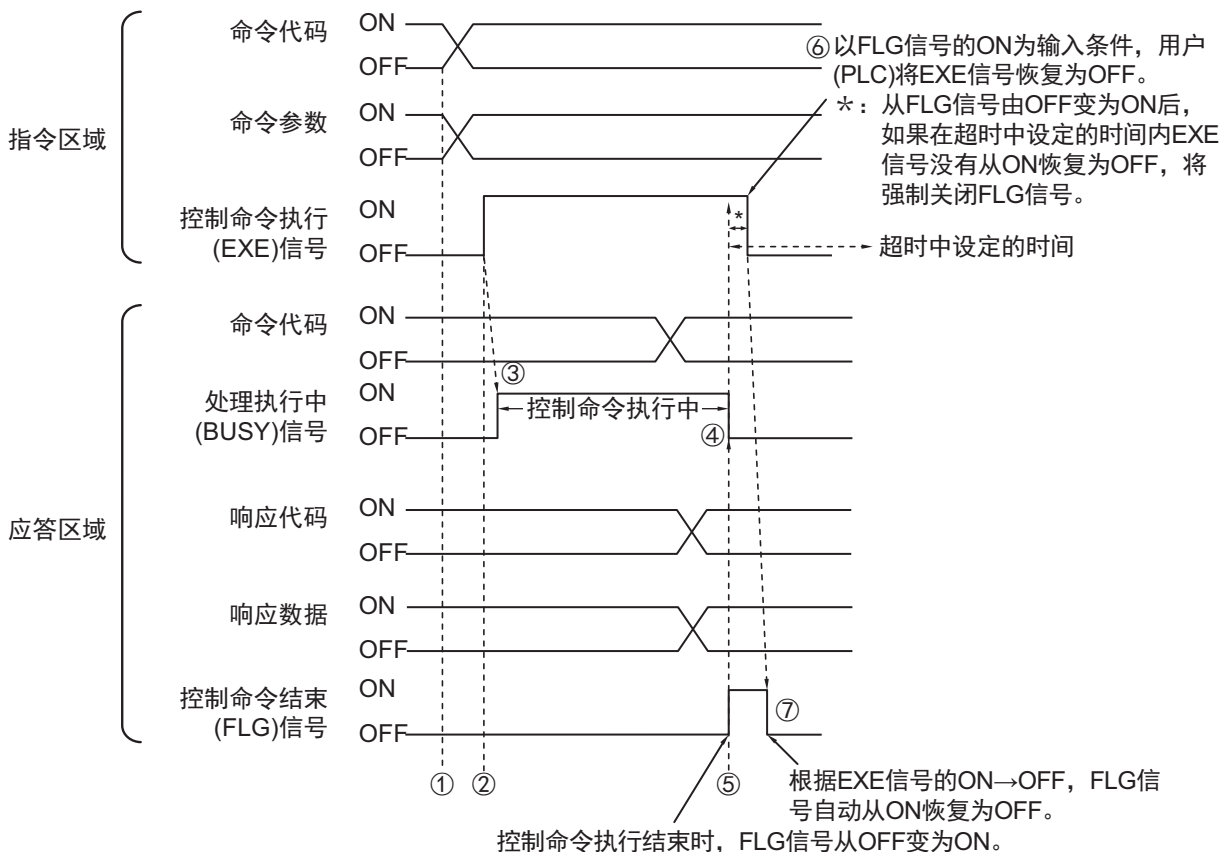 指令区域
命令代码
ON
OFF
命令参数
ON
OFF
控制命令执行
(EXE)信号
ON
OFF
*
⑥以FLG信号的ON为输入条件，用户
(PLC)将EXE信号恢复为OFF。
＊：从FLG信号由OFF变为ON后，
如果在超时中设定的时间内EXE
信号没有从ON恢复为OFF，将
强制关闭FLG信号。
超时中设定的时间
应答区域
命令代码
ON
OFF
处理执行中
(BUSY)信号
ON
OFF
③
控制命令执行中
④
响应代码
ON
OFF
响应数据
ON
OFF
控制命令结束
(FLG)信号
ON
OFF
⑦
①
②
⑤
根据EXE信号的ON→OFF，FLG信
号自动从ON恢复为OFF。
控制命令执行结束时，FLG信号从OFF变为ON。